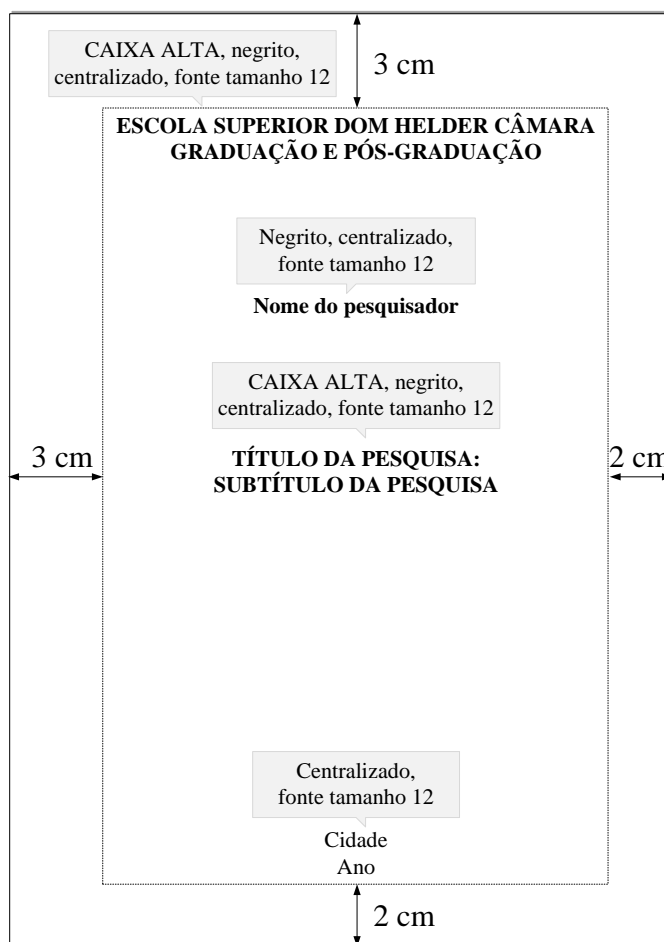 CAIXA ALTA, negrito,
centralizado, fonte tamanho 12
3 cm
ESCOLA SUPERIOR DOM HELDER CÂMARA
GRADUAÇÃO E PÓS-GRADUAÇÃO
Negrito, centralizado,
fonte tamanho 12
Nome do pesquisador
CAIXA ALTA, negrito,
centralizado, fonte tamanho 12
3 cm
TÍTULO DA PESQUISA:
SUBTÍTULO DA PESQUISA
2 cm
Centralizado,
fonte tamanho 12
Cidade
Ano
2 cm